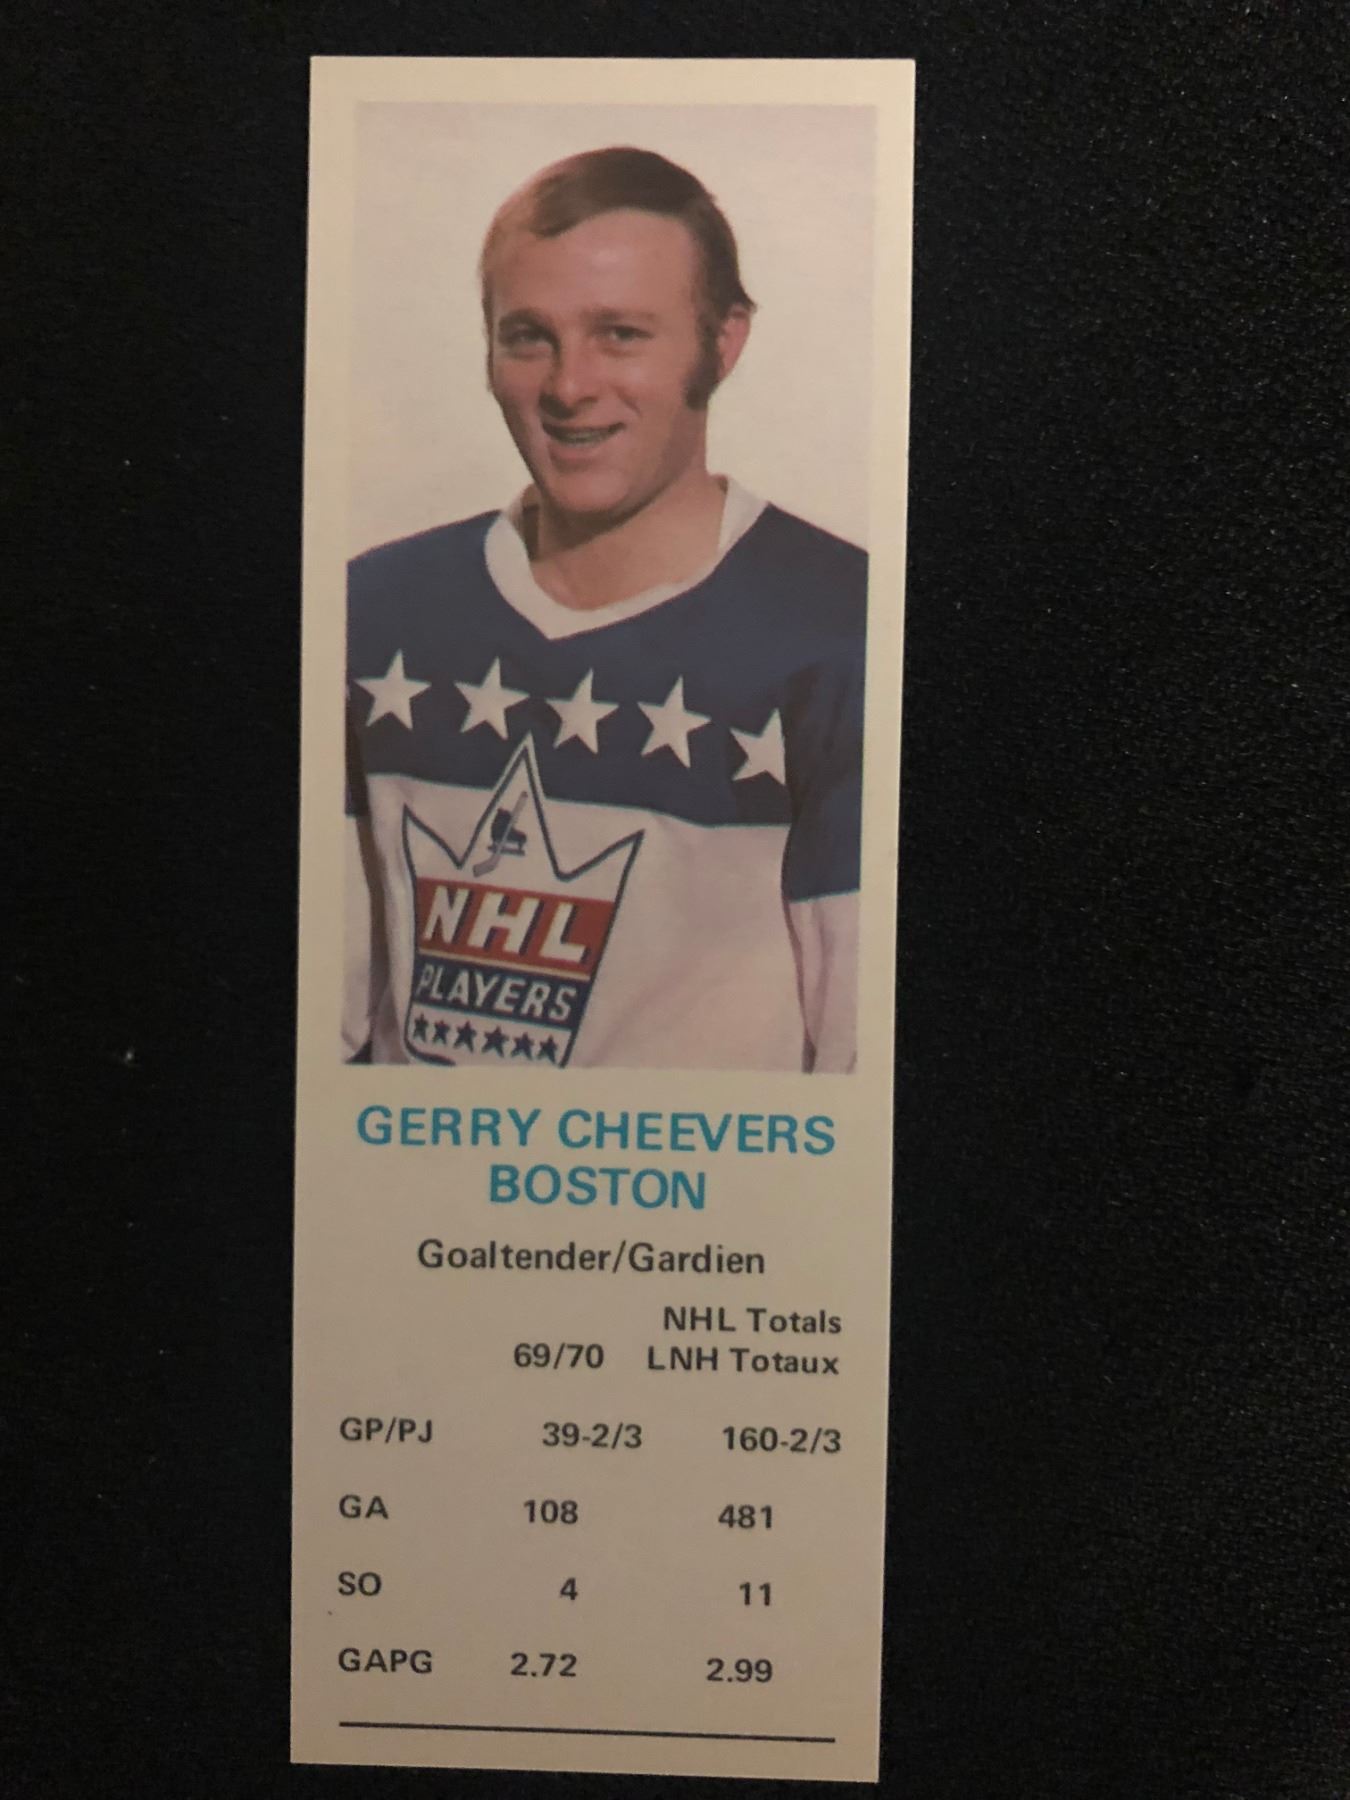 NHL
PLAYERS
GERRY CHEEVERS
BOSTON
Goaltender/Gardien
NHL Totals
69/70 LNH Totaux
GP/PJ 39-2/3 160-2/3
GA 108 481
SO 4 11
GAPG 2.72 2.99